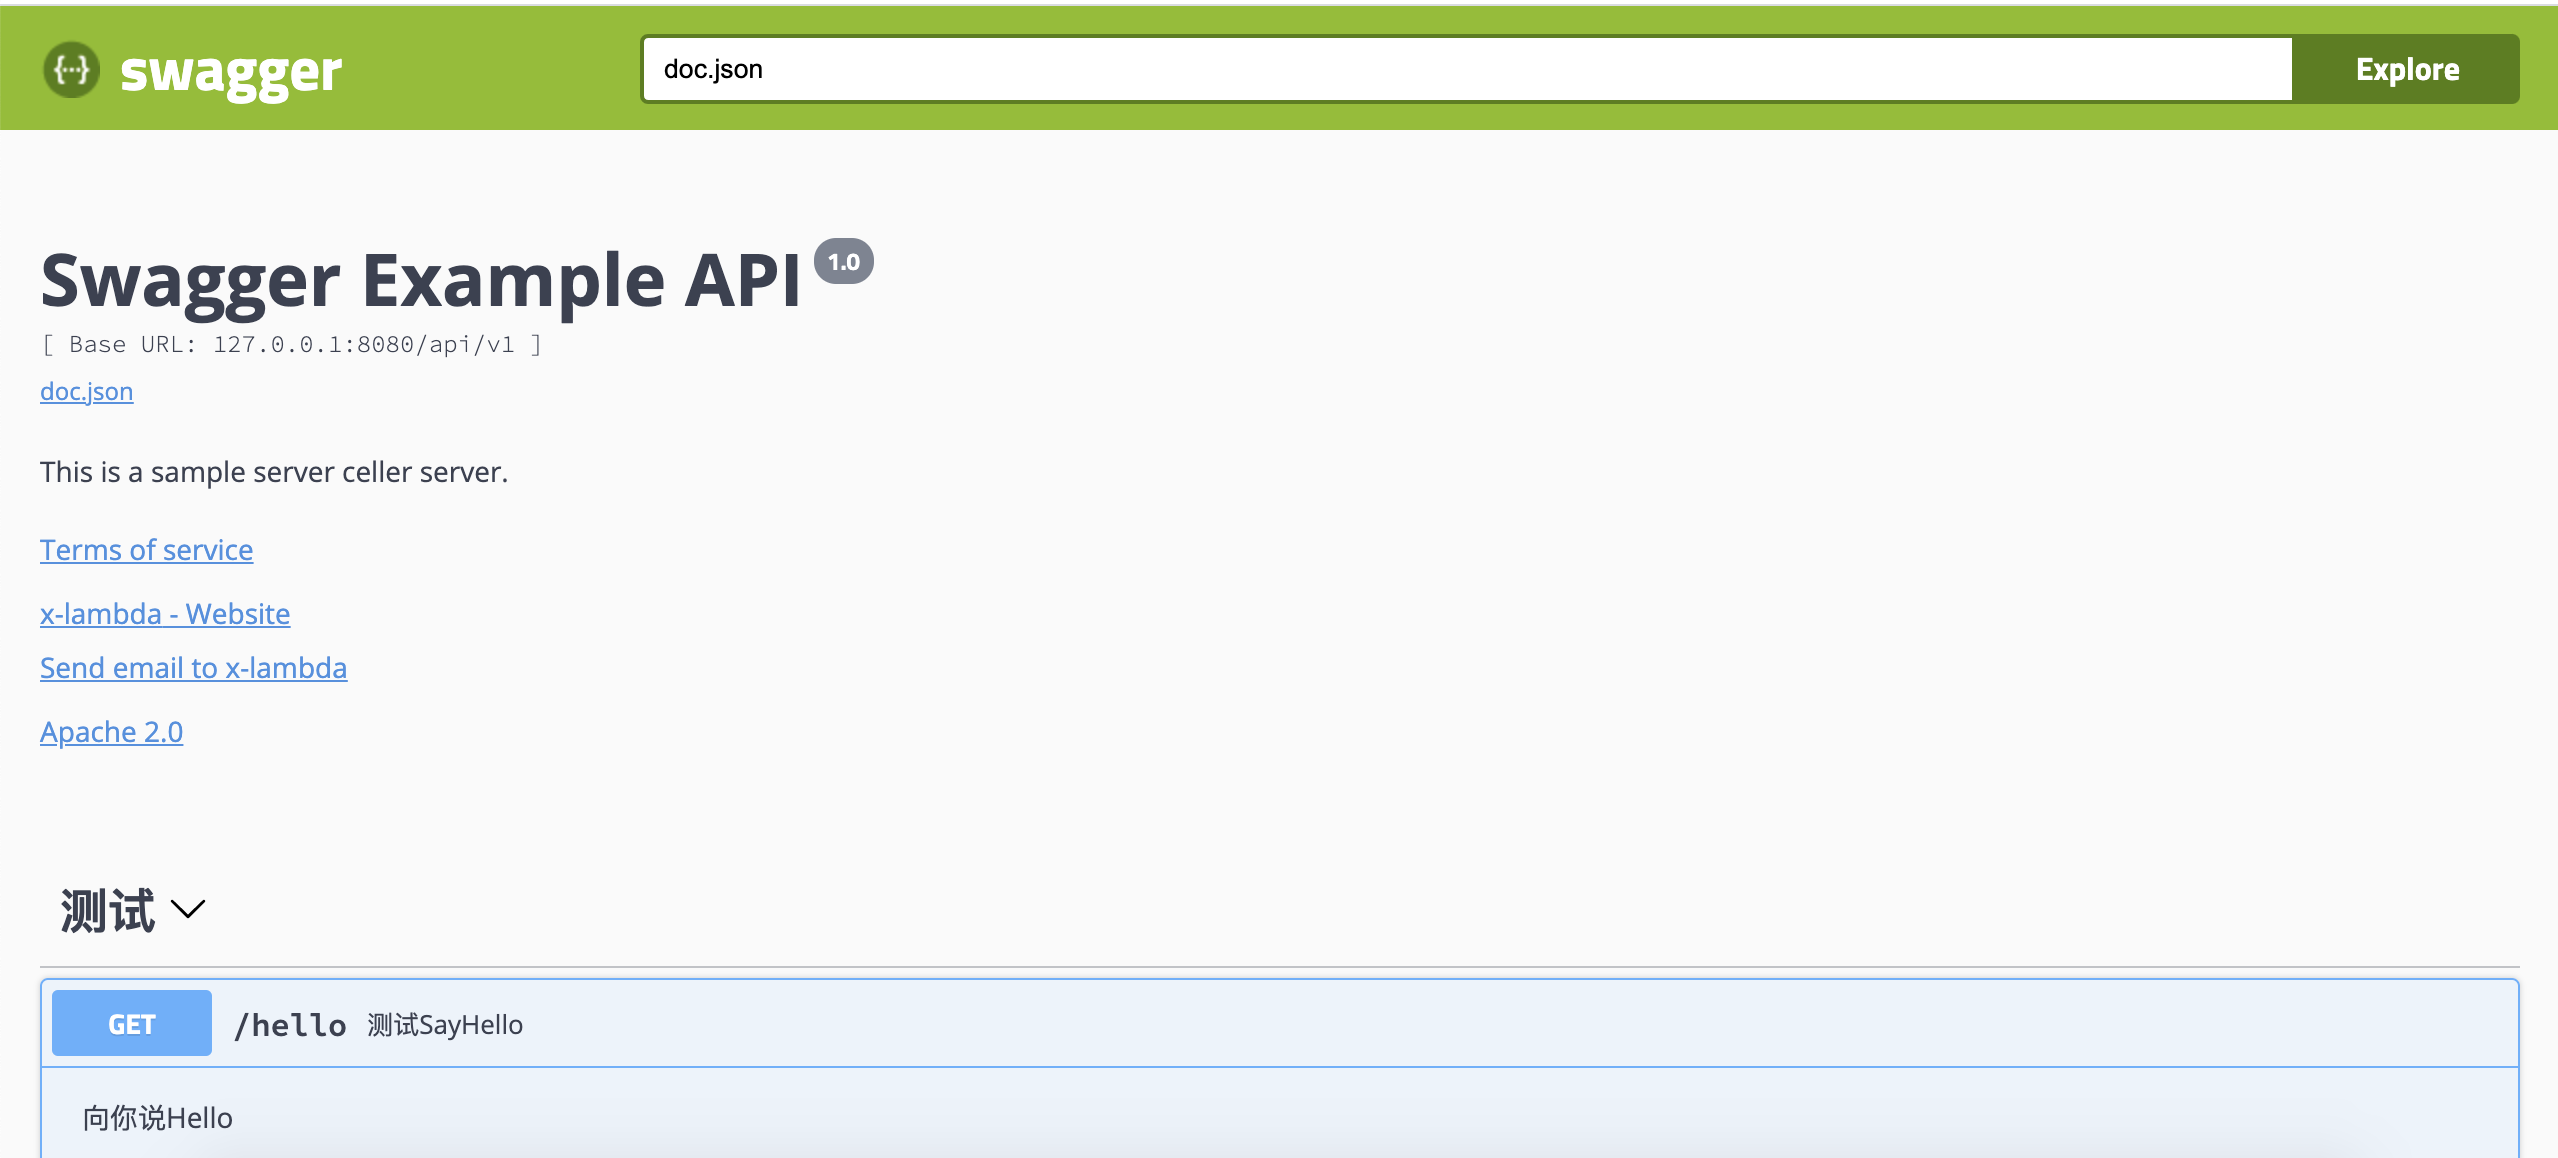 {...} swagger
doc.json
Explore
Swagger Example API 1.0
[ Base URL: 127.0.0.1:8080/api/v1 ]
doc.json
This is a sample server celler server.
Terms of service
x-lambda - Website
Send email to x-lambda
Apache 2.0
测试
GET /hello 测试SayHello
向你说Hello